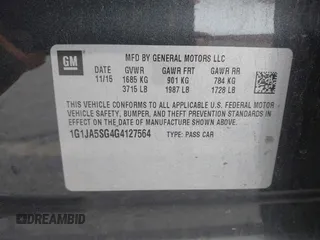 GM
MFD BY GENERAL MOTORS LLC
11/15
GVWR GAWR FRT GAWR RR
1685 KG 901 KG 784 KG
3715 LB 1987 LB 1728 LB
THIS VEHICLE CONFORMS TO ALL APPLICABLE U.S. FEDERAL MOTOR
VEHICLE SAFETY, BUMPER, AND THEFT PREVENTION STANDARDS
IN EFFECT ON THE DATE OF MANUFACTURE SHOWN ABOVE.
1G1JA5SG4G4127564 TYPE: PASS CAR
DREAMBID